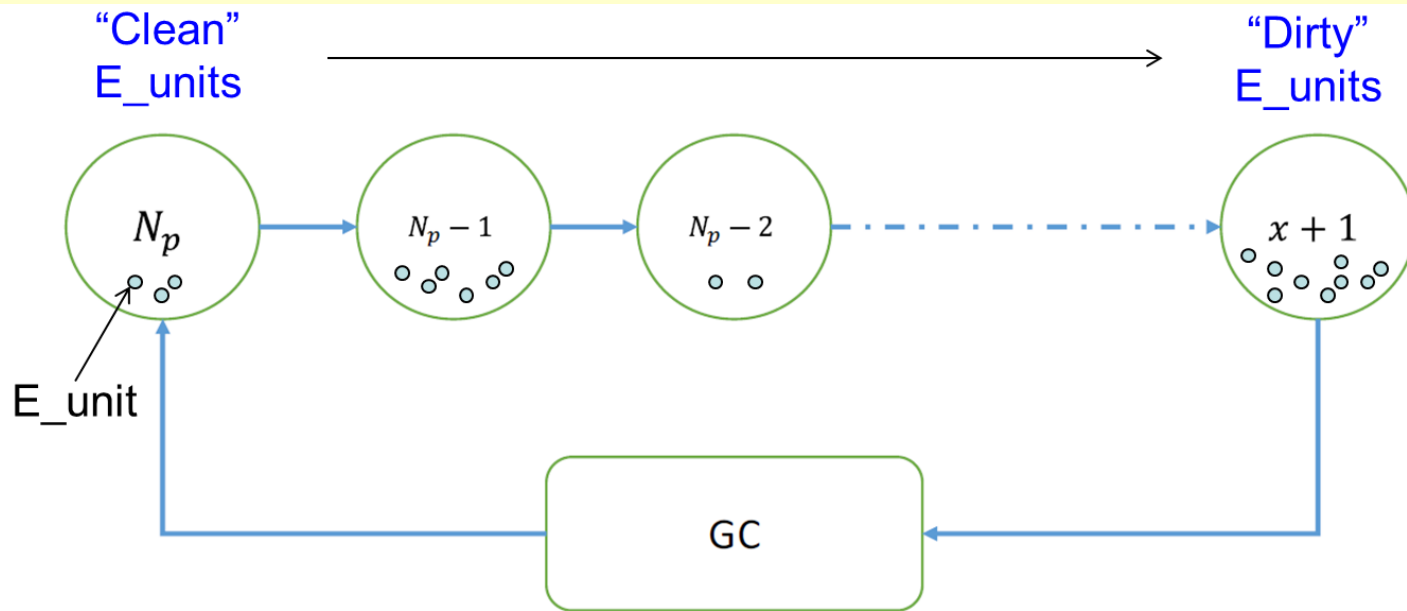 “Clean”
E_units
“Dirty”
E_units
N_p
N_p − 1
N_p − 2
x + 1
E_unit
GC